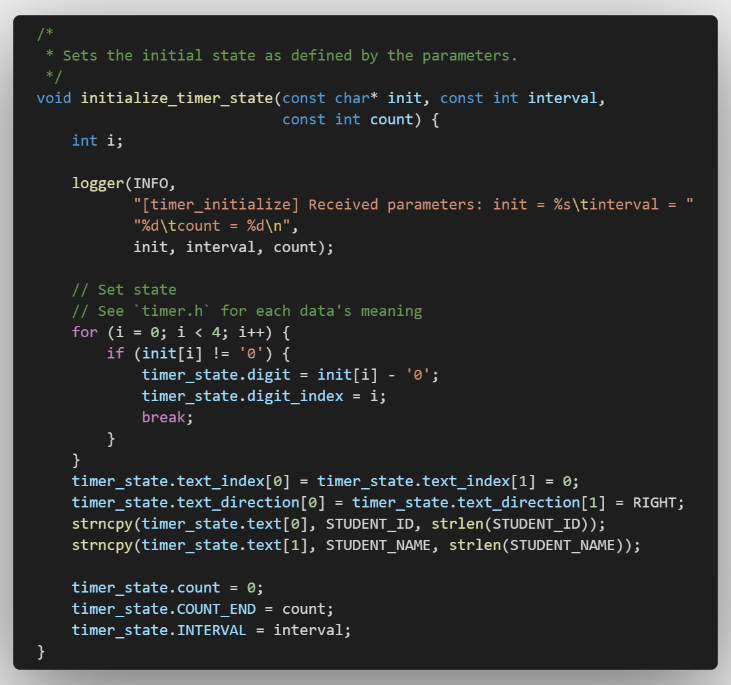 /*
 * Sets the initial state as defined by the parameters.
 */
void initialize_timer_state(const char* init, const int interval,
                            const int count) {
    int i;

    logger(INFO,
           "[timer_initialize] Received parameters: init = %s\tinterval = "
           "%d\tcount = %d\n",
           init, interval, count);

    // Set state
    // See `timer.h` for each data's meaning
    for (i = 0; i < 4; i++) {
        if (init[i] != '0') {
            timer_state.digit = init[i] - '0';
            timer_state.digit_index = i;
            break;
        }
    }
    timer_state.text_index[0] = timer_state.text_index[1] = 0;
    timer_state.text_direction[0] = timer_state.text_direction[1] = RIGHT;
    strncpy(timer_state.text[0], STUDENT_ID, strlen(STUDENT_ID));
    strncpy(timer_state.text[1], STUDENT_NAME, strlen(STUDENT_NAME));

    timer_state.count = 0;
    timer_state.COUNT_END = count;
    timer_state.INTERVAL = interval;
}